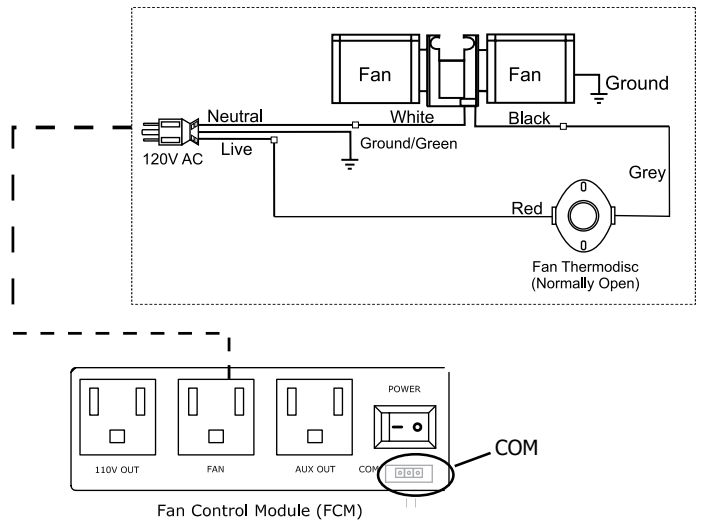 Fan
Fan
Ground
Neutral
White
Black
120V AC
Live
Ground/Green
Grey
Red
Fan Thermodisc
(Normally Open)
POWER
110V OUT
FAN
AUX OUT
COM
COM
Fan Control Module (FCM)